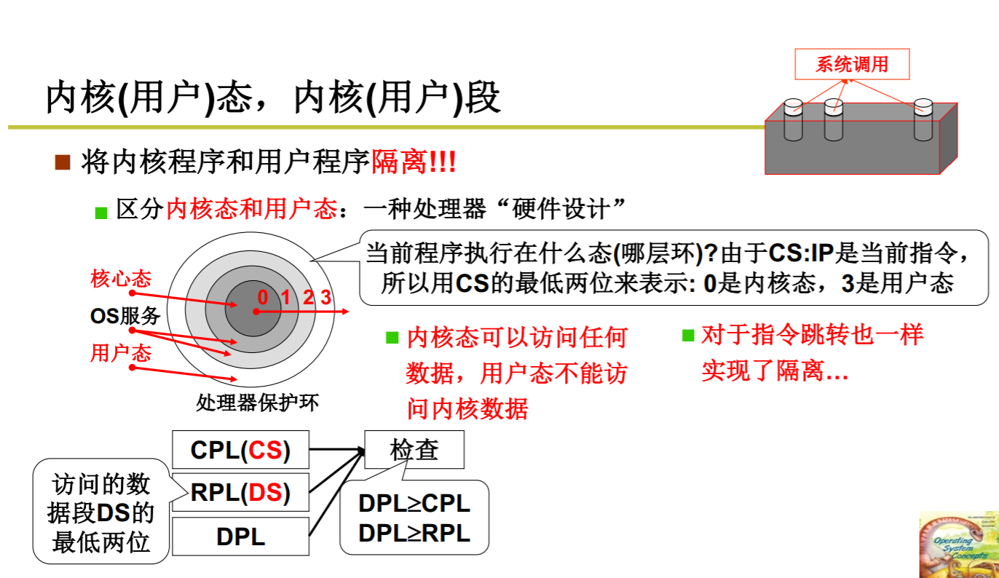 系统调用
内核(用户)态，内核(用户)段
将内核程序和用户程序隔离!!!
区分内核态和用户态：一种处理器“硬件设计”
当前程序执行在什么态(哪层环)?由于CS:IP是当前指令，
所以用CS的最低两位来表示: 0是内核态，3是用户态
核心态
OS服务
用户态
0 1 2 3
处理器保护环
内核态可以访问任何
数据，用户态不能访
问内核数据
对于指令跳转也一样
实现了隔离…
访问的数
据段DS的
最低两位
CPL(CS)
RPL(DS)
DPL
检查
DPL≥CPL
DPL≥RPL
Operating
System
Concepts